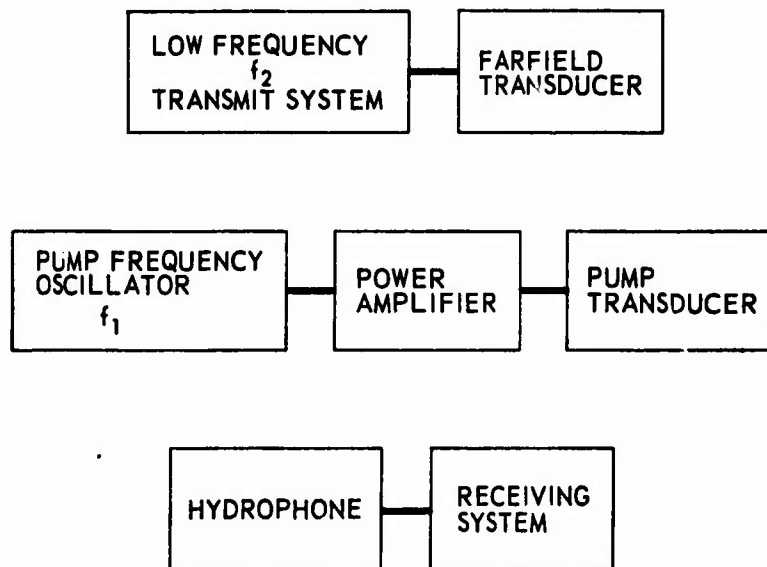 LOW FREQUENCY
f2
TRANSMIT SYSTEM
FARFIELD
TRANSDUCER
PUMP FREQUENCY
OSCILLATOR
f1
POWER
AMPLIFIER
PUMP
TRANSDUCER
HYDROPHONE
RECEIVING
SYSTEM